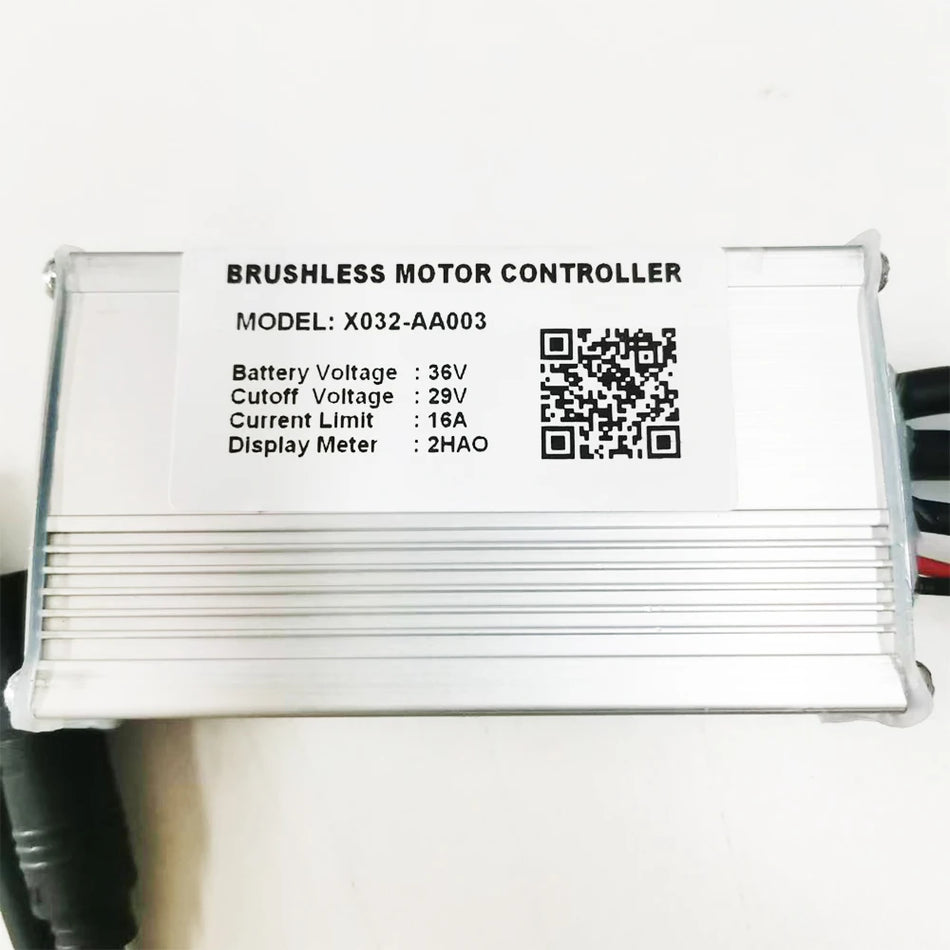 BRUSHLESS MOTOR CONTROLLER
MODEL: X032-AA003
Battery Voltage : 36V
Cutoff Voltage : 29V
Current Limit : 16A
Display Meter : 2HAO